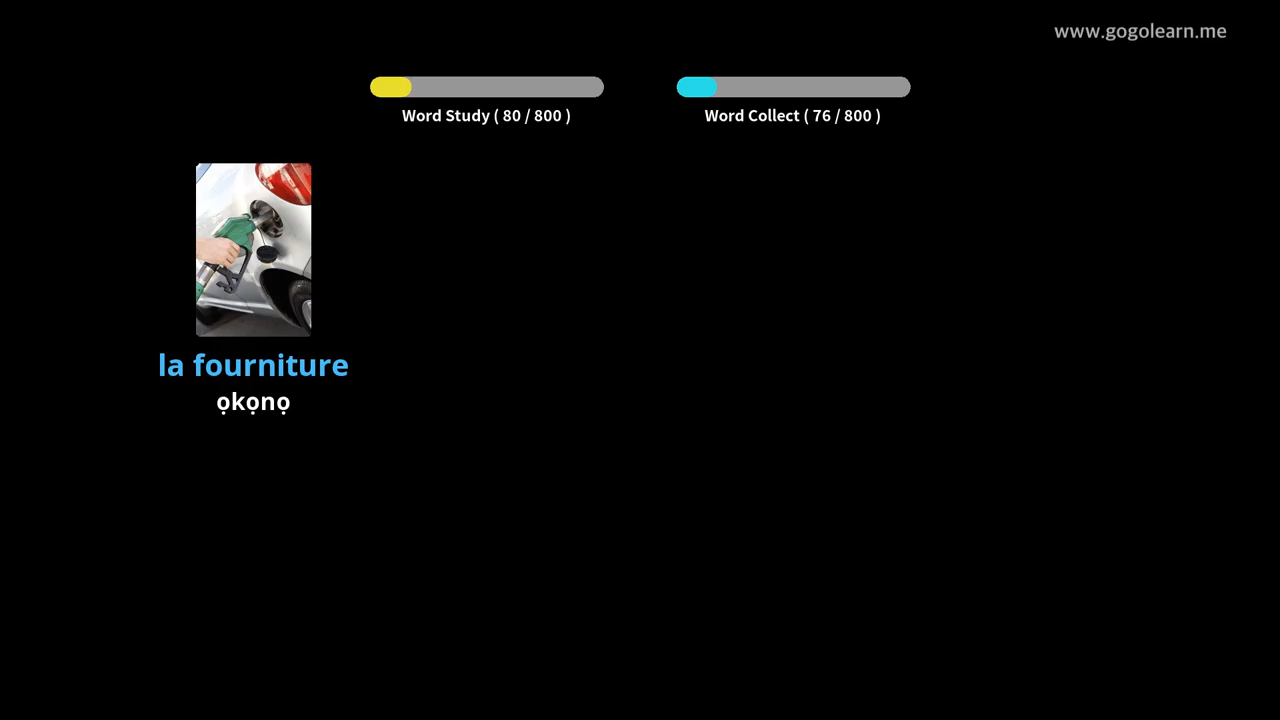 www.gogolearn.me
Word Study ( 80 / 800 )
Word Collect ( 76 / 800 )
la fourniture
ọkọnọ